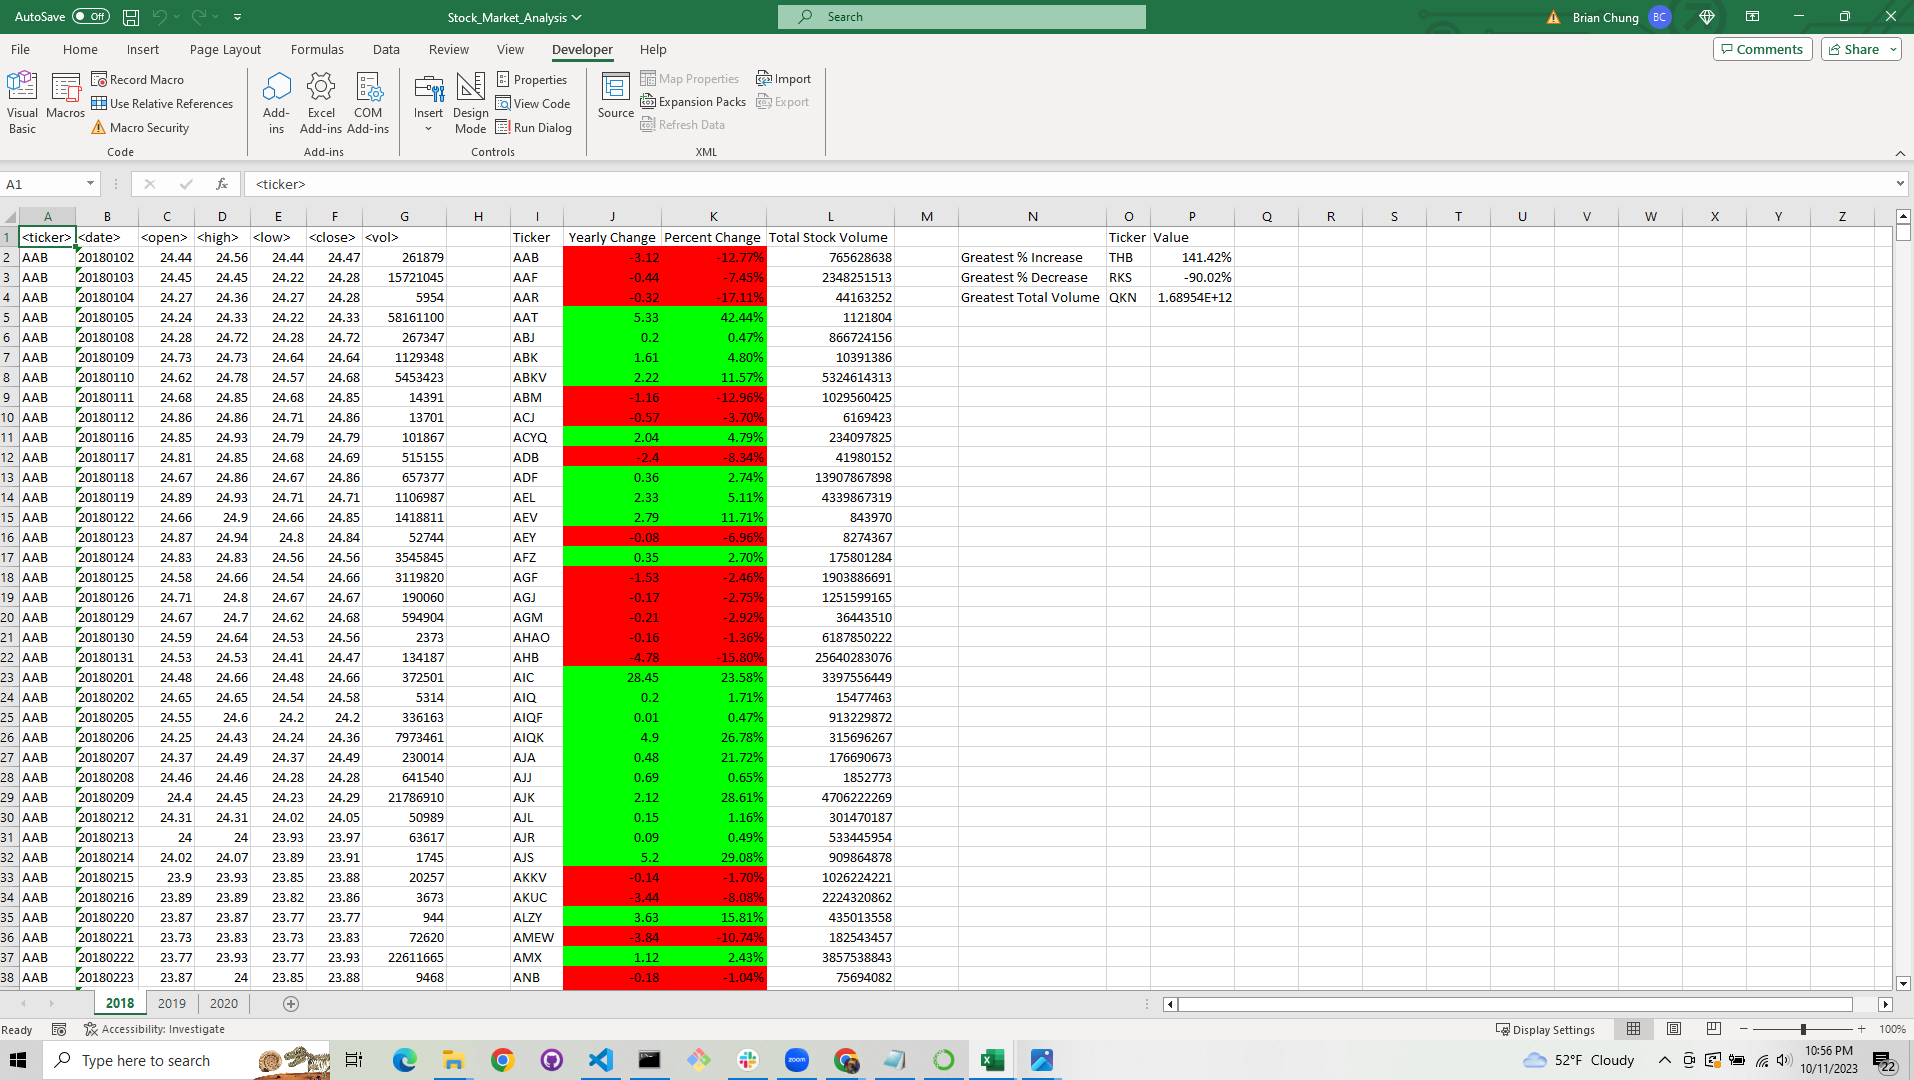 AutoSave Off Stock_Market_Analysis Search Brian Chung BC
File Home Insert Page Layout Formulas Data Review View Developer Help Comments Share
Visual Basic
Macros
Record Macro
Use Relative References
Macro Security
Code
Add-ins
Excel Add-ins
COM Add-ins
Add-ins
Insert
Design Mode
Properties
View Code
Run Dialog
Controls
Source
Map Properties
Expansion Packs
Refresh Data
Import
Export
XML
A1 fx <ticker>
A B C D E F G H I J K L M N O P Q R S T U V W X Y Z
1 <ticker> <date> <open> <high> <low> <close> <vol> Ticker Yearly Change Percent Change Total Stock Volume Ticker Value
2 AAB 20180102 24.44 24.56 24.44 24.47 261879 AAB -3.12 -12.77% 765628638 Greatest % Increase THB 141.42%
3 AAB 20180103 24.45 24.45 24.22 24.28 15721045 AAF -0.44 -7.45% 2348251513 Greatest % Decrease RKS -90.02%
4 AAB 20180104 24.27 24.36 24.27 24.28 5954 AAR -0.32 -17.11% 44163252 Greatest Total Volume QKN 1.68954E+12
5 AAB 20180105 24.24 24.33 24.22 24.33 58161100 AAT 5.33 42.44% 1121804
6 AAB 20180108 24.28 24.72 24.28 24.72 267347 ABJ 0.2 0.47% 866724156
7 AAB 20180109 24.73 24.73 24.64 24.64 1129348 ABK 1.61 4.80% 10391386
8 AAB 20180110 24.62 24.78 24.57 24.68 5453423 ABKV 2.22 11.57% 5324614313
9 AAB 20180111 24.68 24.85 24.68 24.85 14391 ABM -1.16 -12.96% 1029560425
10 AAB 20180112 24.86 24.86 24.71 24.86 13701 ACJ -0.57 -3.70% 6169423
11 AAB 20180116 24.85 24.93 24.79 24.79 101867 ACYQ 2.04 4.79% 234097825
12 AAB 20180117 24.81 24.85 24.68 24.69 515155 ADB -2.4 -8.34% 41980152
13 AAB 20180118 24.67 24.86 24.67 24.86 657377 ADF 0.36 2.74% 13907867898
14 AAB 20180119 24.89 24.93 24.71 24.71 1106987 AEL 2.33 5.11% 4339867319
15 AAB 20180122 24.66 24.9 24.66 24.85 1418811 AEV 2.79 11.71% 843970
16 AAB 20180123 24.87 24.94 24.8 24.84 52744 AEY -0.08 -6.96% 8274367
17 AAB 20180124 24.83 24.83 24.56 24.56 3545845 AFZ 0.35 2.70% 175801284
18 AAB 20180125 24.58 24.66 24.54 24.66 3119820 AGF -1.53 -2.46% 1903886691
19 AAB 20180126 24.71 24.8 24.67 24.67 190060 AGJ -0.17 -2.75% 1251599165
20 AAB 20180129 24.67 24.7 24.62 24.68 594904 AGM -0.21 -2.92% 36443510
21 AAB 20180130 24.59 24.64 24.53 24.56 2373 AHAO -0.16 -1.36% 6187850222
22 AAB 20180131 24.53 24.53 24.41 24.47 134187 AHB -4.78 -15.80% 25640283076
23 AAB 20180201 24.48 24.66 24.48 24.66 372501 AIC 28.45 23.58% 3397556449
24 AAB 20180202 24.65 24.65 24.54 24.58 5314 AIQ 0.2 1.71% 15477463
25 AAB 20180205 24.55 24.6 24.2 24.2 336163 AIQF 0.01 0.47% 913229872
26 AAB 20180206 24.25 24.43 24.24 24.36 7973461 AIQK 4.9 26.78% 315696267
27 AAB 20180207 24.37 24.49 24.37 24.49 230014 AJA 0.48 21.72% 176690673
28 AAB 20180208 24.46 24.46 24.28 24.28 641540 AJJ 0.69 0.65% 1852773
29 AAB 20180209 24.4 24.45 24.23 24.29 21786910 AJK 2.12 28.61% 4706222269
30 AAB 20180212 24.31 24.31 24.02 24.05 50989 AJL 0.15 1.16% 301470187
31 AAB 20180213 24 24 23.93 23.97 63617 AJR 0.09 0.49% 533445954
32 AAB 20180214 24.02 24.07 23.89 23.91 1745 AJS 5.2 29.08% 909864878
33 AAB 20180215 23.9 23.93 23.85 23.88 20257 AKKV -0.14 -1.70% 1026224221
34 AAB 20180216 23.89 23.89 23.82 23.86 3673 AKUC -3.44 -8.08% 2224320862
35 AAB 20180220 23.87 23.87 23.77 23.77 944 ALZY 3.63 15.81% 435013558
36 AAB 20180221 23.73 23.83 23.73 23.83 72620 AMEW -3.84 -10.74% 182543457
37 AAB 20180222 23.77 23.93 23.77 23.93 22611665 AMX 1.12 2.43% 3857538843
38 AAB 20180223 23.87 24 23.85 23.88 9468 ANB -0.18 -1.04% 75694082
2018 2019 2020
Ready Accessibility: Investigate Display Settings 100%
Type here to search zoom 52°F Cloudy 10:56 PM
10/11/2023 22